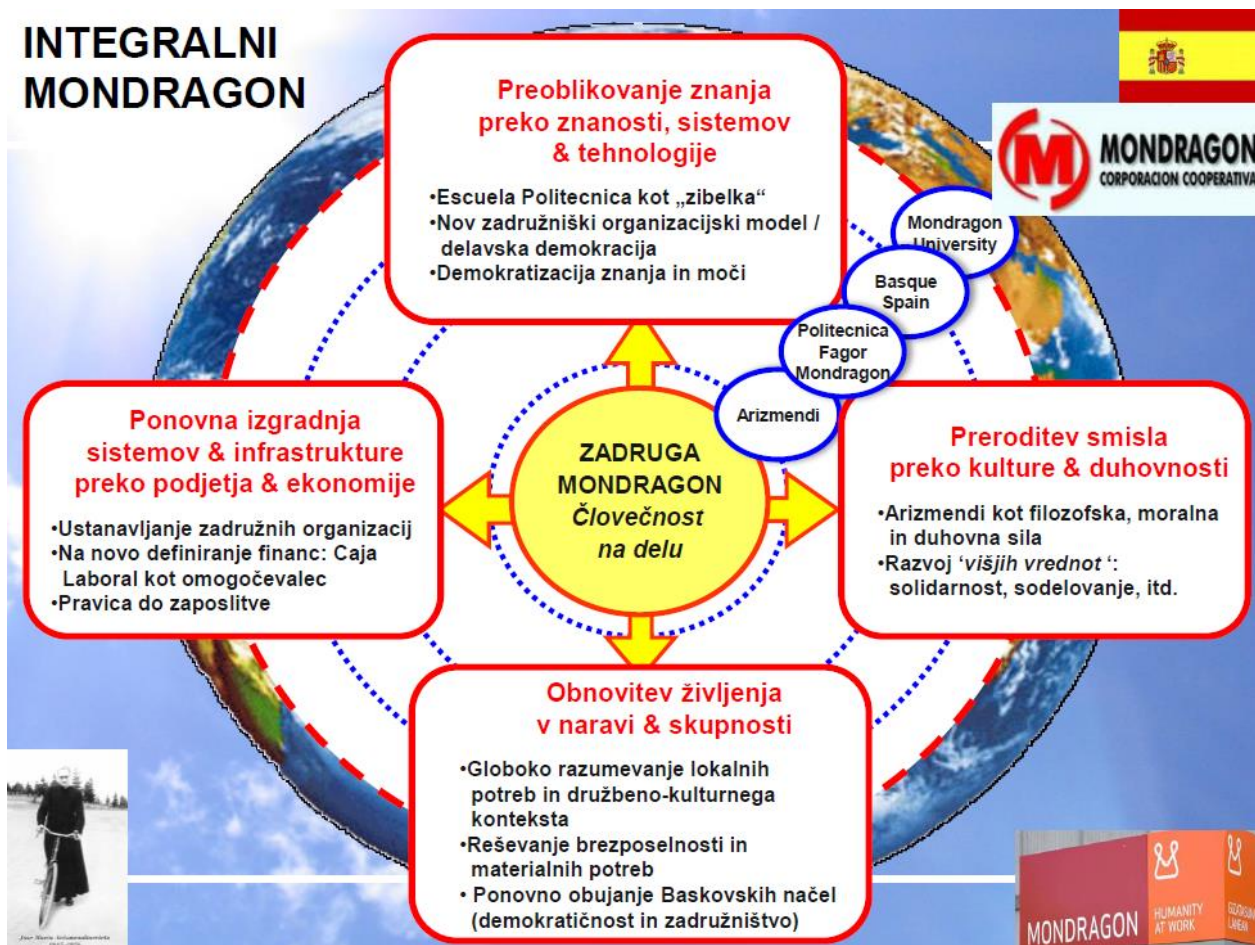 INTEGRALNI
MONDRAGON
Preoblikovanje znanja
preko znanosti, sistemov
& tehnologije
•Escuela Politecnica kot „zibelka“
•Nov zadružniški organizacijski model /
delavska demokracija
•Demokratizacija znanja in moči
MONDRAGON
CORPORACION COOPERATIVA
Mondragon
University
Basque
Spain
Politecnica
Fagor
Mondragon
Arizmendi
Ponovna izgradnja
sistemov & infrastrukture
preko podjetja & ekonomije
•Ustanavljanje zadružnih organizacij
•Na novo definiranje financ: Caja
Laboral kot omogočevalec
•Pravica do zaposlitve
ZADRUGA
MONDRAGON
Človečnost
na delu
Preroditev smisla
preko kulture & duhovnosti
•Arizmendi kot filozofska, moralna
in duhovna sila
•Razvoj ‘višjih vrednot ‘:
solidarnost, sodelovanje, itd.
Obnovitev življenja
v naravi & skupnosti
•Globoko razumevanje lokalnih
potreb in družbeno-kulturnega
konteksta
•Reševanje brezposelnosti in
materialnih potreb
• Ponovno obujanje Baskovskih načel
(demokratičnost in zadružništvo)
MONDRAGON
HUMANITY
AT WORK